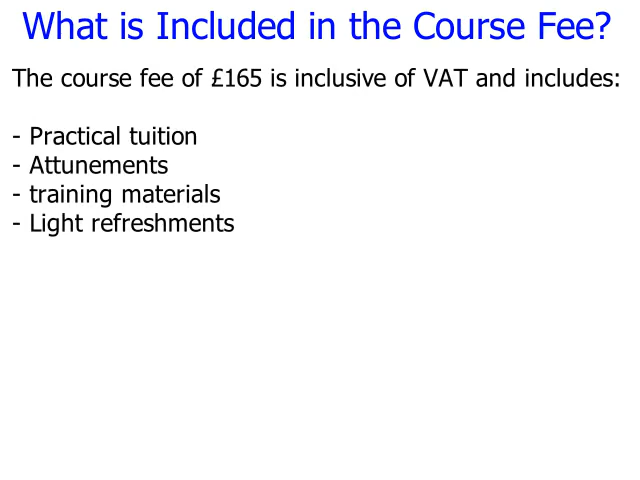 What is Included in the Course Fee?
The course fee of £165 is inclusive of VAT and includes:
- Practical tuition
- Attunements
- training materials
- Light refreshments